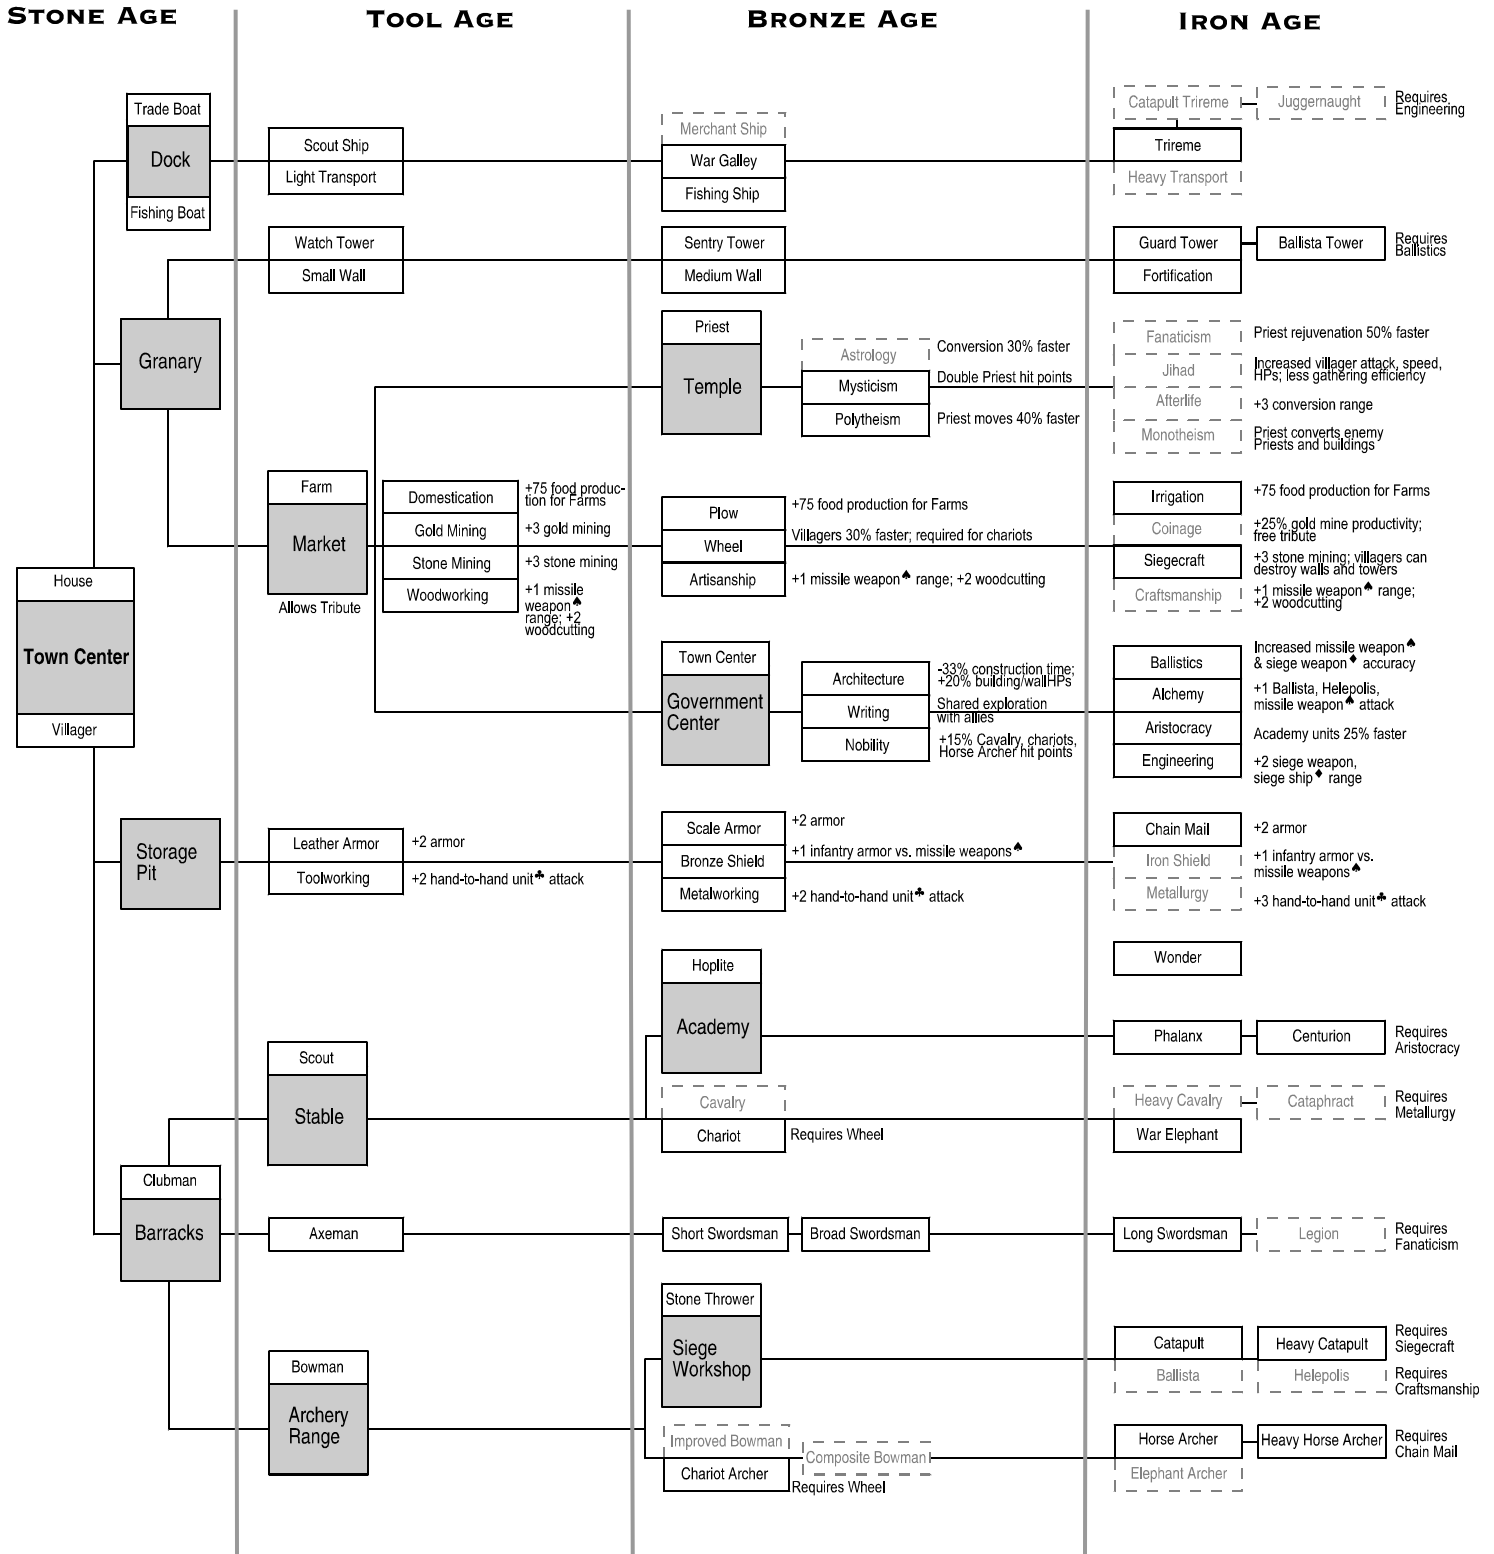 STONE AGE
TOOL AGE
BRONZE AGE
IRON AGE
Trade Boat
Dock
Fishing Boat
Scout Ship
Light Transport
Merchant Ship
War Galley
Fishing Ship
Catapult Trireme
Juggernaught
Requires
Engineering
Trireme
Heavy Transport
Watch Tower
Small Wall
Sentry Tower
Medium Wall
Guard Tower
Fortification
Ballista Tower
Requires
Ballistics
Granary
Priest
Temple
Astrology
Conversion 30% faster
Mysticism
Double Priest hit points
Polytheism
Priest moves 40% faster
Fanaticism
Priest rejuvenation 50% faster
Jihad
Increased villager attack, speed,
HPs; less gathering efficiency
Afterlife
+3 conversion range
Monotheism
Priest converts enemy
Priests and buildings
Farm
Market
Allows Tribute
Domestication
+75 food produc-
tion for Farms
Gold Mining
+3 gold mining
Stone Mining
+3 stone mining
Woodworking
+1 missile
weapon♠
range; +2
woodcutting
Plow
+75 food production for Farms
Wheel
Villagers 30% faster; required for chariots
Artisanship
+1 missile weapon♠ range; +2 woodcutting
Irrigation
+75 food production for Farms
Coinage
+25% gold mine productivity;
free tribute
Siegecraft
+3 stone mining; villagers can
destroy walls and towers
Craftsmanship
+1 missile weapon♠ range;
+2 woodcutting
House
Town Center
Villager
Town Center
Government
Center
Architecture
-33% construction time;
+20% building/wallHPs
Writing
Shared exploration
with allies
Nobility
+15% Cavalry, chariots,
Horse Archer hit points
Ballistics
Increased missile weapon♠
& siege weapon♦ accuracy
Alchemy
+1 Ballista, Helepolis,
missile weapon♠ attack
Aristocracy
Academy units 25% faster
Engineering
+2 siege weapon,
siege ship♦ range
Storage
Pit
Leather Armor
+2 armor
Toolworking
+2 hand-to-hand unit♣ attack
Scale Armor
+2 armor
Bronze Shield
+1 infantry armor vs. missile weapons♠
Metalworking
+2 hand-to-hand unit♣ attack
Chain Mail
+2 armor
Iron Shield
+1 infantry armor vs.
missile weapons♠
Metallurgy
+3 hand-to-hand unit♣ attack
Wonder
Hoplite
Academy
Phalanx
Centurion
Requires
Aristocracy
Scout
Stable
Cavalry
Chariot
Requires Wheel
Heavy Cavalry
Cataphract
Requires
Metallurgy
War Elephant
Clubman
Barracks
Axeman
Short Swordsman
Broad Swordsman
Long Swordsman
Legion
Requires
Fanaticism
Stone Thrower
Siege
Workshop
Catapult
Heavy Catapult
Requires
Siegecraft
Ballista
Helepolis
Requires
Craftsmanship
Bowman
Archery
Range
Improved Bowman
Chariot Archer
Composite Bowman
Requires Wheel
Horse Archer
Heavy Horse Archer
Requires
Chain Mail
Elephant Archer